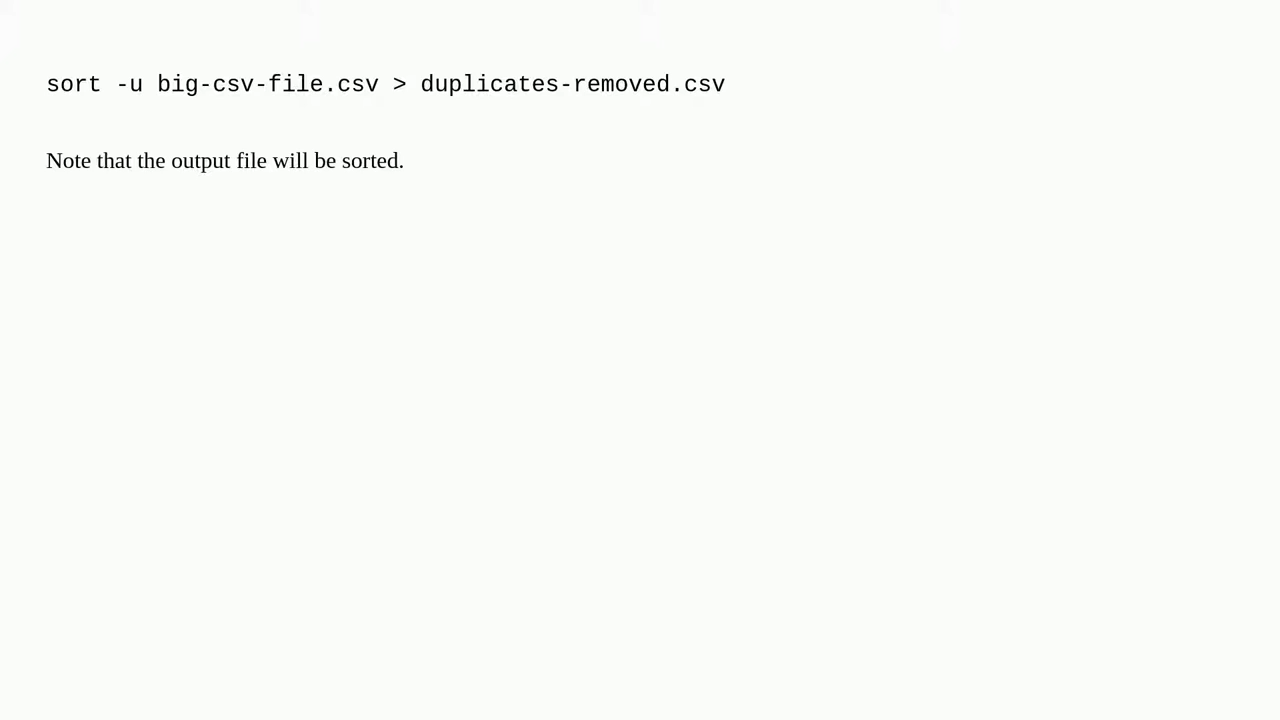 sort -u big-csv-file.csv > duplicates-removed.csv
Note that the output file will be sorted.